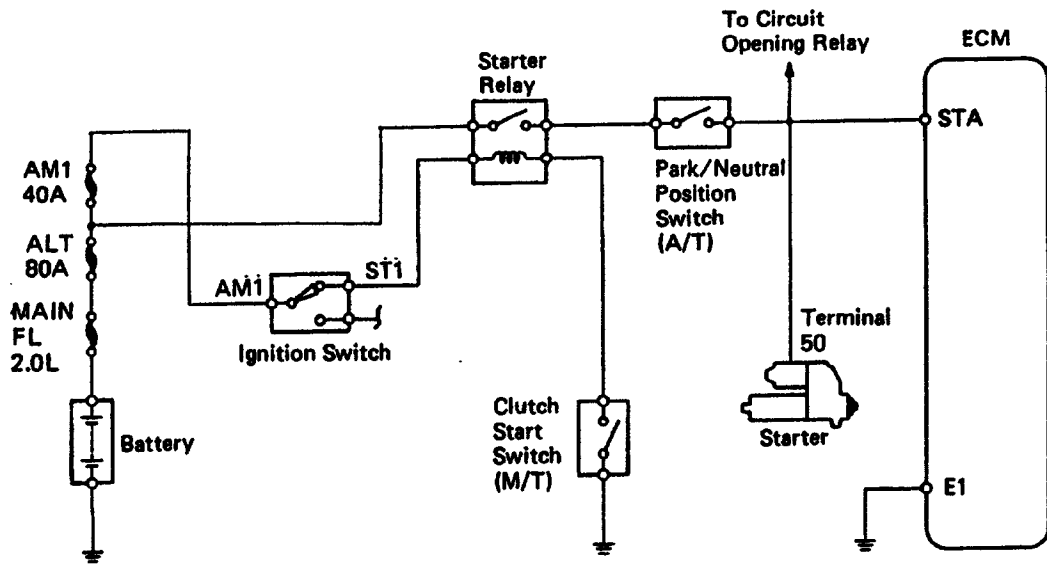 To Circuit
Opening Relay
ECM
Starter
Relay
STA
AM1
40A
Park/Neutral
Position
Switch
(A/T)
ALT
80A
AM1
ST1
MAIN
FL
2.0L
Ignition Switch
Terminal
50
Battery
Clutch
Start
Switch
(M/T)
Starter
E1